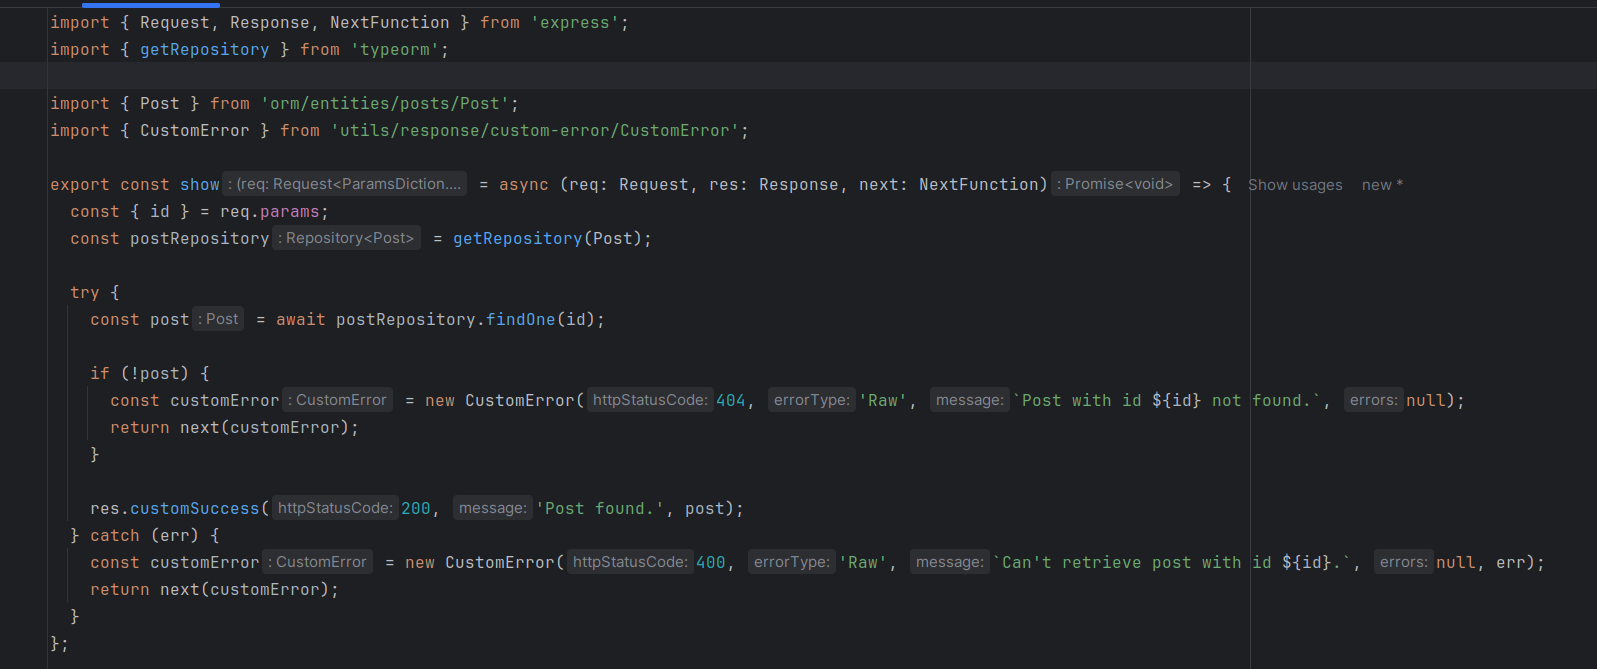 import { Request, Response, NextFunction } from 'express';
import { getRepository } from 'typeorm';
import { Post } from 'orm/entities/posts/Post';
import { CustomError } from 'utils/response/custom-error/CustomError';
export const show : (req: Request<ParamsDiction.... = async (req: Request, res: Response, next: NextFunction) : Promise<void> => { Show usages new *
const { id } = req.params;
const postRepository : Repository<Post> = getRepository(Post);
try {
const post : Post = await postRepository.findOne(id);
if (!post) {
const customError : CustomError = new CustomError( httpStatusCode: 404, errorType: 'Raw', message: `Post with id ${id} not found.`, errors: null);
return next(customError);
}
res.customSuccess( httpStatusCode: 200, message: 'Post found.', post);
} catch (err) {
const customError : CustomError = new CustomError( httpStatusCode: 400, errorType: 'Raw', message: `Can't retrieve post with id ${id}.`, errors: null, err);
return next(customError);
}
};